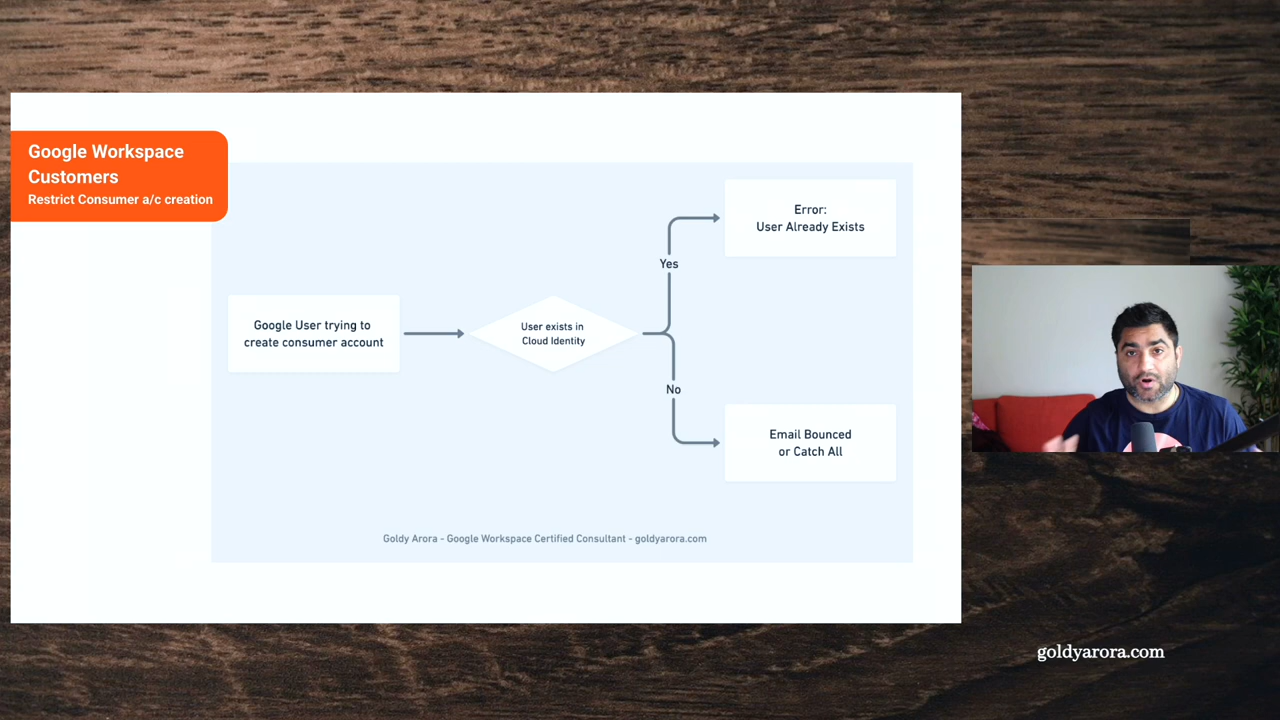 Google Workspace
Customers
Restrict Consumer a/c creation
Google User trying to
create consumer account
User exists in
Cloud Identity
Yes
Error:
User Already Exists
No
Email Bounced
or Catch All
Goldy Arora - Google Workspace Certified Consultant - goldyarora.com
goldyarora.com